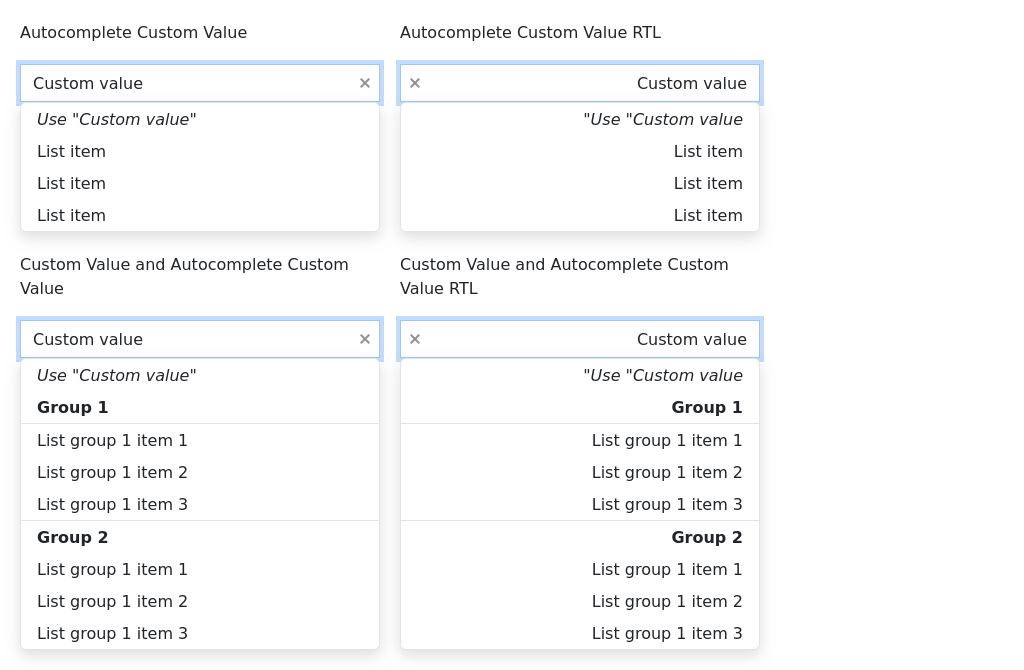 Autocomplete Custom Value
Custom value ×
Use "Custom value"
List item
List item
List item
Autocomplete Custom Value RTL
× Custom value
"Use "Custom value
List item
List item
List item
Custom Value and Autocomplete Custom
Value
Custom value ×
Use "Custom value"
Group 1
List group 1 item 1
List group 1 item 2
List group 1 item 3
Group 2
List group 1 item 1
List group 1 item 2
List group 1 item 3
Custom Value and Autocomplete Custom
Value RTL
× Custom value
"Use "Custom value
Group 1
List group 1 item 1
List group 1 item 2
List group 1 item 3
Group 2
List group 1 item 1
List group 1 item 2
List group 1 item 3